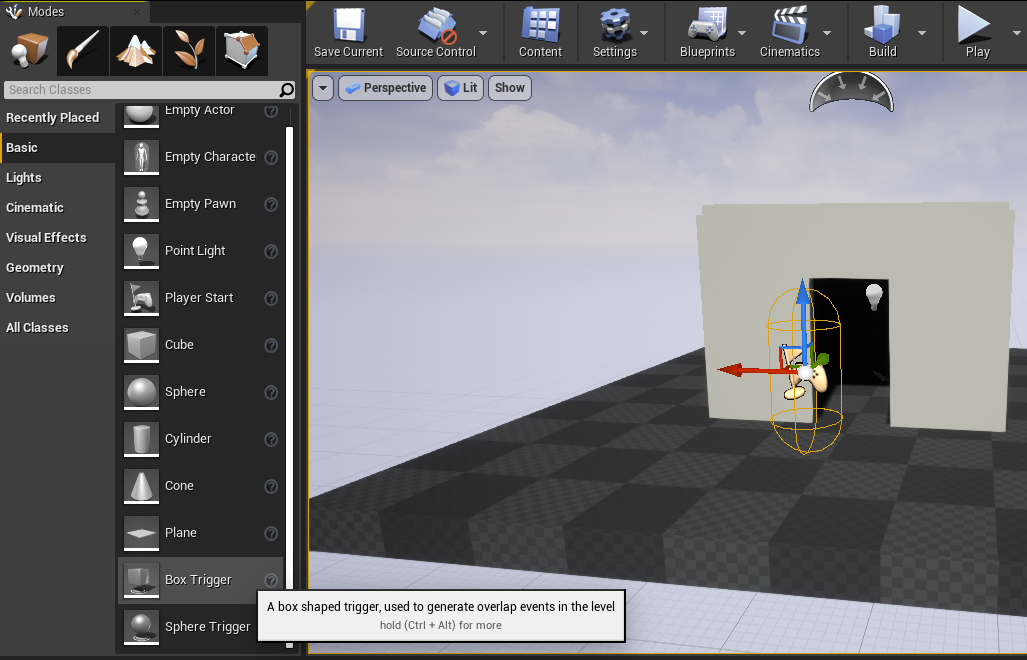 Modes
Save Current
Source Control
Content
Settings
Blueprints
Cinematics
Build
Play
Search Classes
Perspective
Lit
Show
Recently Placed
Basic
Lights
Cinematic
Visual Effects
Geometry
Volumes
All Classes
Empty Actor
Empty Characte
Empty Pawn
Point Light
Player Start
Cube
Sphere
Cylinder
Cone
Plane
Box Trigger
Sphere Trigger
A box shaped trigger, used to generate overlap events in the level
hold (Ctrl + Alt) for more